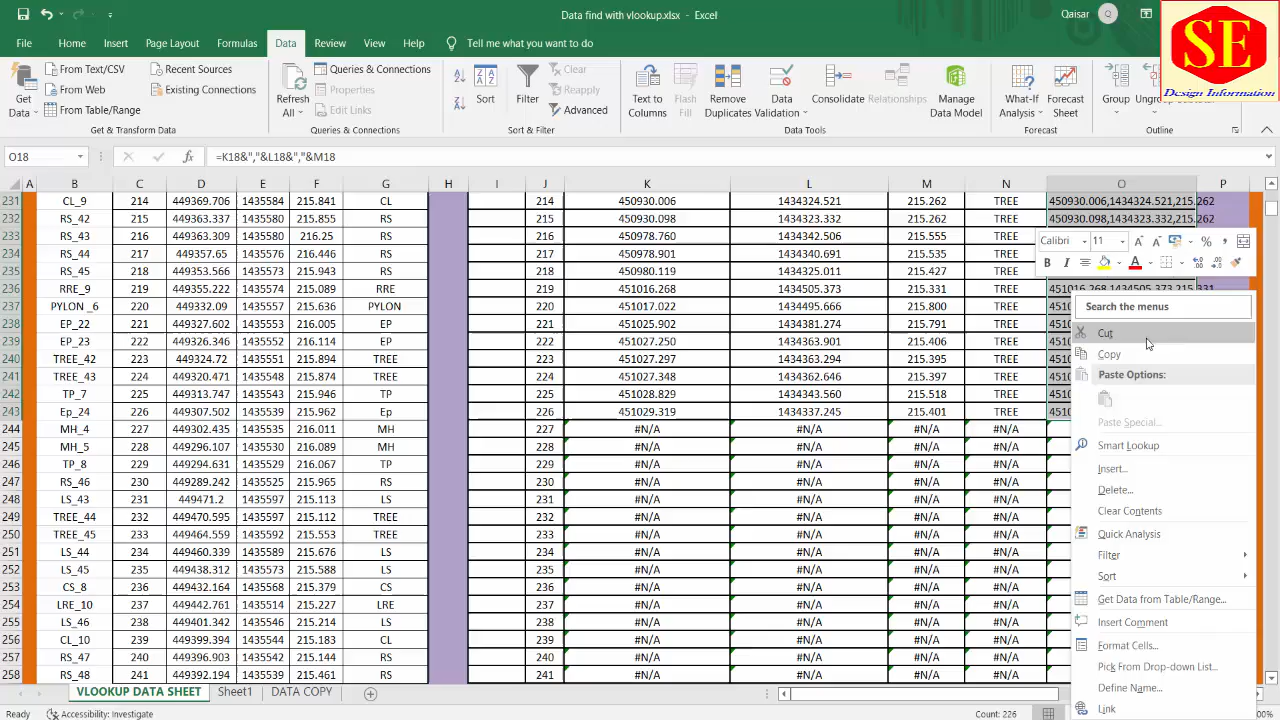 Data find with vlookup.xlsx - Excel
Qaisar Q
SE
Design Information
File Home Insert Page Layout Formulas Data Review View Help Tell me what you want to do
Get Data
From Text/CSV
From Web
From Table/Range
Recent Sources
Existing Connections
Get & Transform Data
Refresh All
Queries & Connections
Properties
Edit Links
Queries & Connections
Sort
Filter
Clear
Reapply
Advanced
Sort & Filter
Text to Columns
Flash Fill
Remove Duplicates
Data Validation
Consolidate
Relationships
Manage Data Model
Data Tools
What-If Analysis
Forecast Sheet
Forecast
Group
Outline
O18 fx =K18&","&L18&","&M18
A B C D E F G H I J K L M N O P
231 CL_9 214 449369.706 1435584 215.841 CL 214 450930.006 1434324.521 215.262 TREE 450930.006,1434324.521,215.262
232 RS_42 215 449363.337 1435580 215.855 RS 215 450930.098 1434323.332 215.262 TREE 450930.098,1434323.332,215.262
233 RS_43 216 449363.309 1435580 216.25 RS 216 450978.760 1434342.506 215.555 TREE
234 RS_44 217 449357.65 1435574 216.446 RS 217 450978.901 1434340.691 215.535 TREE
235 RS_45 218 449353.566 1435574 215.943 RS 218 450980.119 1434325.011 215.427 TREE
236 RRE_9 219 449355.222 1435574 215.089 RRE 219 451016.268 1434505.373 215.331 TREE 451016.268,1434505.373,215.331
237 PYLON _6 220 449332.09 1435557 215.636 PYLON 220 451017.022 1434495.666 215.800 TREE
238 EP_22 221 449327.602 1435558 216.005 EP 221 451025.902 1434381.274 215.791 TREE
239 EP_23 222 449326.346 1435552 216.114 EP 222 451027.250 1434363.901 215.406 TREE
240 TREE_42 223 449324.72 1435551 215.894 TREE 223 451027.297 1434363.294 215.395 TREE
241 TREE_43 224 449320.471 1435558 215.874 TREE 224 451027.348 1434362.646 215.397 TREE
242 TP_7 225 449313.747 1435542 215.946 TP 225 451028.829 1434343.560 215.518 TREE
243 Ep_24 226 449307.502 1435538 215.962 Ep 226 451029.319 1434337.245 215.401 TREE
244 MH_4 227 449302.435 1435535 216.011 MH 227 #N/A #N/A #N/A #N/A
245 MH_5 228 449296.107 1435530 216.089 MH 228 #N/A #N/A #N/A #N/A
246 TP_8 229 449294.631 1435528 216.067 TP 229 #N/A #N/A #N/A #N/A
247 RS_46 230 449289.242 1435525 215.965 RS 230 #N/A #N/A #N/A #N/A
248 LS_43 231 449471.2 1435597 215.113 LS 231 #N/A #N/A #N/A #N/A
249 TREE_44 232 449470.595 1435597 215.112 TREE 232 #N/A #N/A #N/A #N/A
250 TREE_45 233 449464.559 1435592 215.553 TREE 233 #N/A #N/A #N/A #N/A
251 LS_44 234 449460.339 1435589 215.676 LS 234 #N/A #N/A #N/A #N/A
252 LS_45 235 449438.312 1435573 215.588 LS 235 #N/A #N/A #N/A #N/A
253 CS_8 236 449432.164 1435568 215.379 CS 236 #N/A #N/A #N/A #N/A
254 LRE_10 237 449442.761 1435574 215.227 LRE 237 #N/A #N/A #N/A #N/A
255 LS_46 238 449401.342 1435546 215.214 LS 238 #N/A #N/A #N/A #N/A
256 CL_10 239 449399.394 1435544 215.183 CL 239 #N/A #N/A #N/A #N/A
257 RS_47 240 449396.903 1435542 215.144 RS 240 #N/A #N/A #N/A #N/A
258 RS_48 241 449392.194 1435539 215.461 RS 241 #N/A #N/A #N/A #N/A
Calibri 11
Search the menus
Cut
Copy
Paste Options:
Paste Special...
Smart Lookup
Insert...
Delete...
Clear Contents
Quick Analysis
Filter
Sort
Get Data from Table/Range...
Insert Comment
Format Cells...
Pick From Drop-down List...
Define Name...
Link
VLOOKUP DATA SHEET Sheet1 DATA COPY
Ready Accessibility: Investigate Count: 226